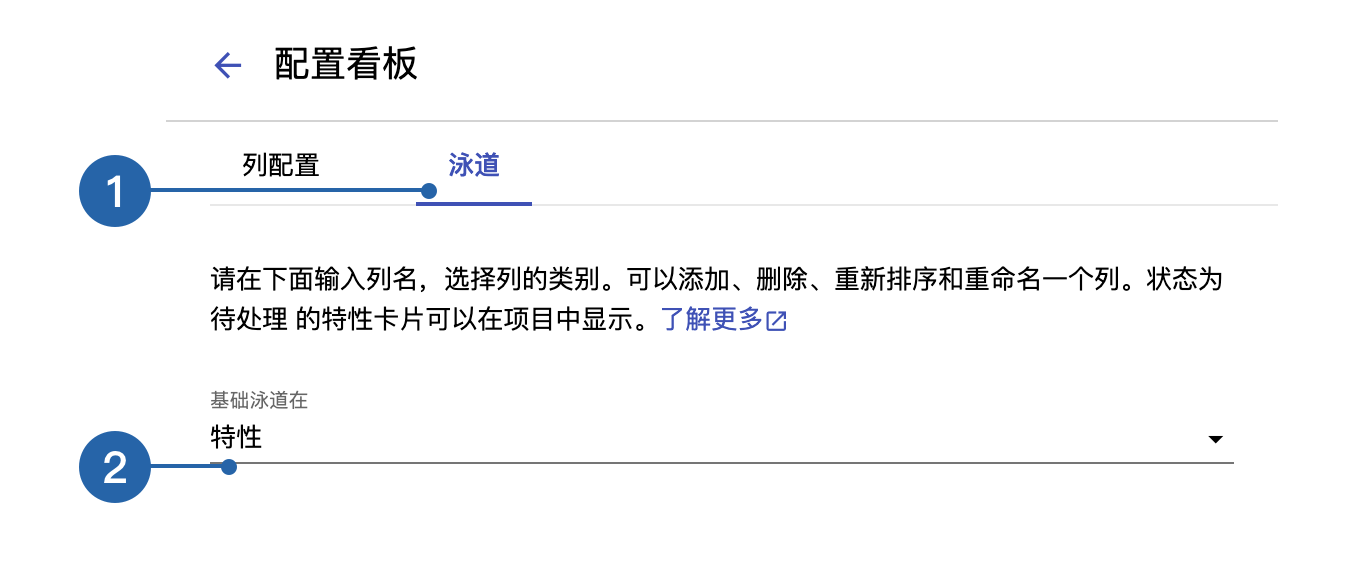 配置看板
列配置
泳道
1
请在下面输入列名，选择列的类别。可以添加、删除、重新排序和重命名一个列。状态为
待处理 的特性卡片可以在项目中显示。了解更多
基础泳道在
特性
2